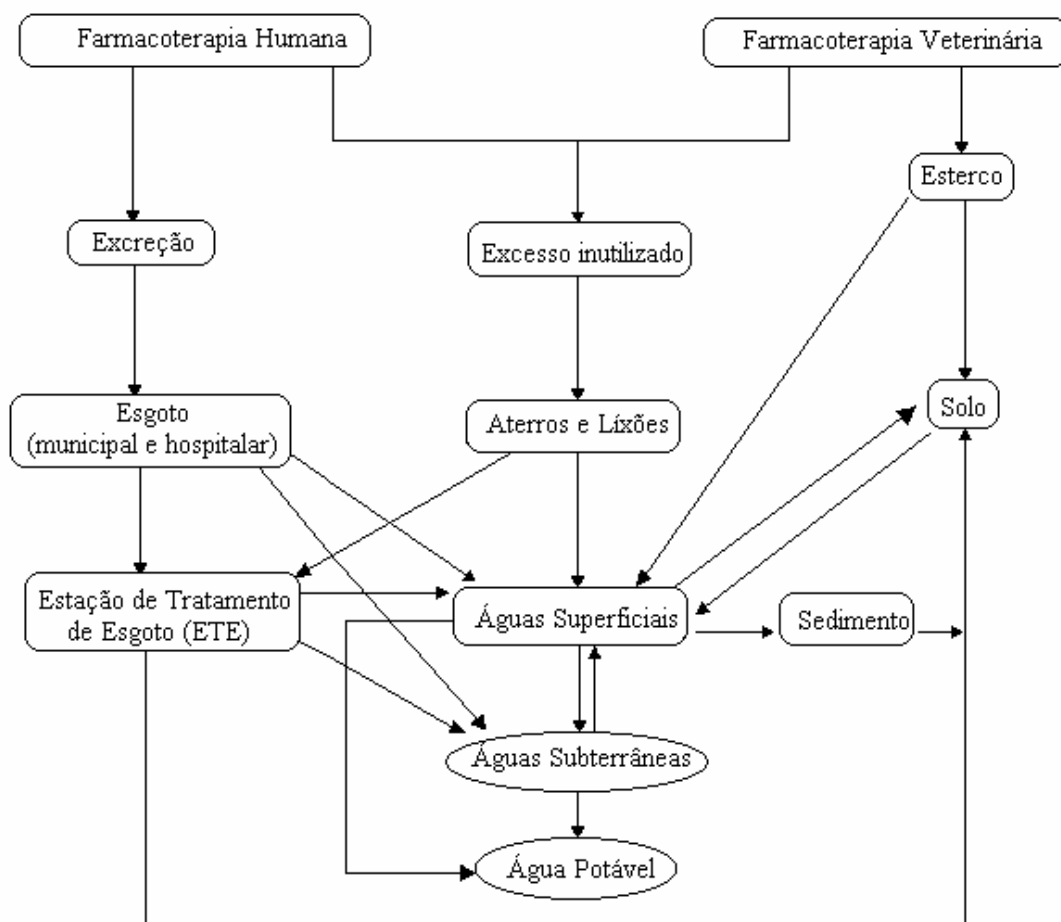 Farmacoterapia Humana
Farmacoterapia Veterinária
Esterco
Excreção
Excesso inutilizado
Esgoto
(municipal e hospitalar)
Aterros e Líxões
Solo
Estação de Tratamento
de Esgoto (ETE)
Águas Superficiais
Sedimento
Águas Subterrâneas
Água Potável